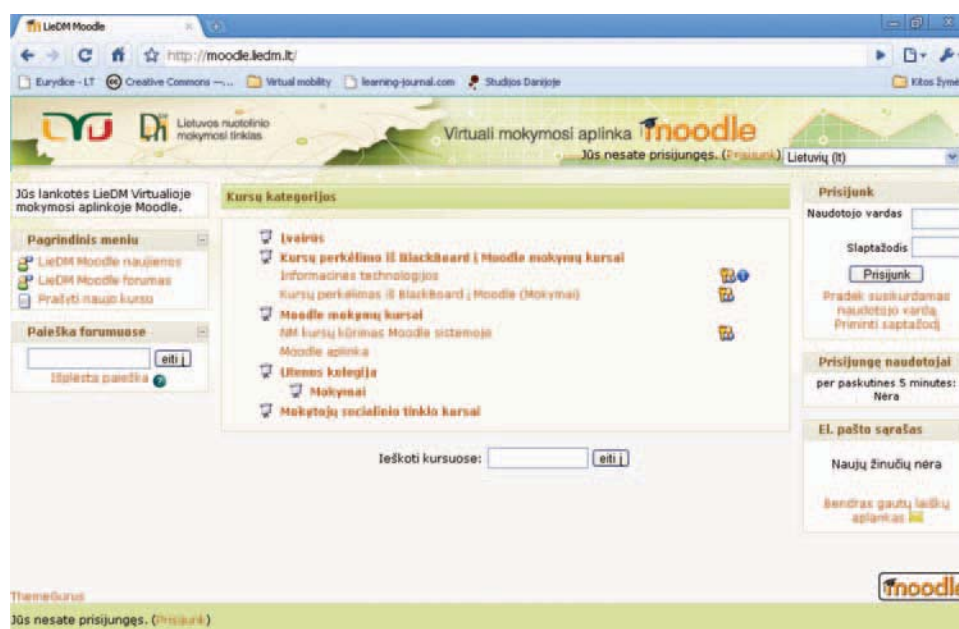 LieDM Moodle
http://moodle.liedm.lt/
Eurydice - LT
Creative Commons —...
Virtual mobility
learning-journal.com
Studijos Danijoje
Kitos žyme
Lietuvos nuotolinio
mokymosi tinklas
Virtuali mokymosi aplinka moodle
Jūs nesate prisijungęs. (Prisijunk)
Lietuvių (lt)
Jūs lankotės LieDM Virtualioje
mokymosi aplinkoje Moodle.
Pagrindinis meniu
LieDM Moodle naujienos
LieDM Moodle forumas
Prašyti naujo kurso
Paieška forumuose
eiti į
Išplėsta paieška
Kursų kategorijos
Įvairūs
Kursų perkėlimo iš BlackBoard į Moodle mokymų kursai
Informacinės technologijos
Kursų perkėlimas iš BlackBoard į Moodle (Mokymai)
Moodle mokymų kursai
NM kursų kūrimas Moodle sistemoje
Moodle aplinka
Utenos kolegija
Mokymai
Mokytojų socialinio tinklo kursai
Ieškoti kursuose:
eiti į
Prisijunk
Naudotojo vardas
Slaptažodis
Prisijunk
Pradėk susikurdamas
naudotojo vardą
Priminti saptažodį
Prisijungę naudotojai
per paskutines 5 minutes:
Nėra
El. pašto sąrašas
Naujų žinučių nėra
Bendras gautų laiškų
aplankas
moodle
ThemeGurus
Jūs nesate prisijungęs. (Prisijunk)